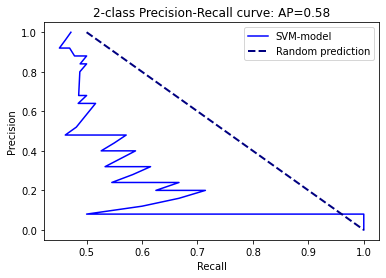 2-class Precision-Recall curve: AP=0.58
SVM-model
Random prediction
1.0
0.8
0.6
0.4
0.2
0.0
Precision
0.5
0.6
0.7
0.8
0.9
1.0
Recall